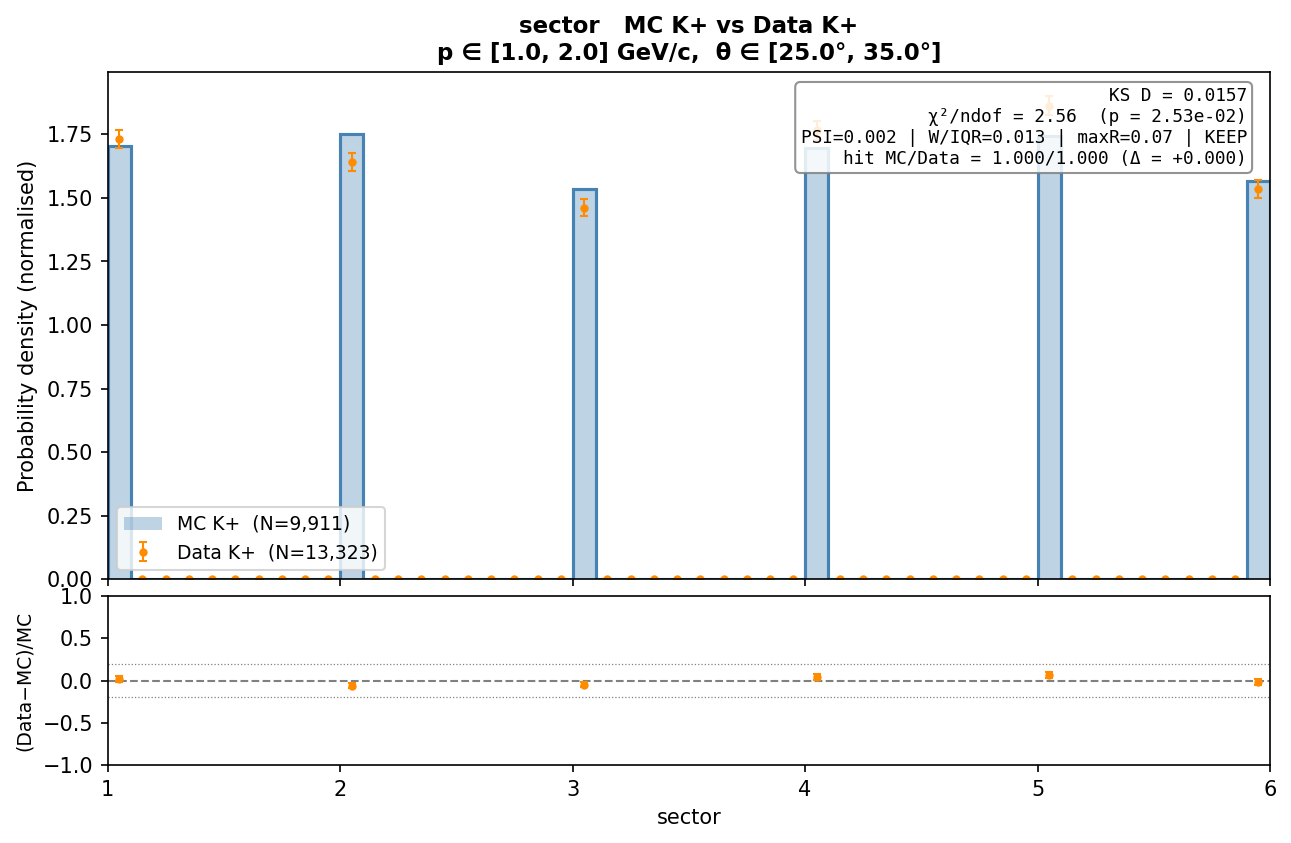 sector   MC K+ vs Data K+
p ∈ [1.0, 2.0] GeV/c,  θ ∈ [25.0°, 35.0°]
KS D = 0.0157
χ²/ndof = 2.56  (p = 2.53e-02)
PSI=0.002 | W/IQR=0.013 | maxR=0.07 | KEEP
hit MC/Data = 1.000/1.000 (Δ = +0.000)
Probability density (normalised)
1.75
1.50
1.25
1.00
0.75
0.50
0.25
0.00
MC K+  (N=9,911)
Data K+  (N=13,323)
(Data−MC)/MC
1.0
0.5
0.0
−0.5
−1.0
1
2
3
4
5
6
sector